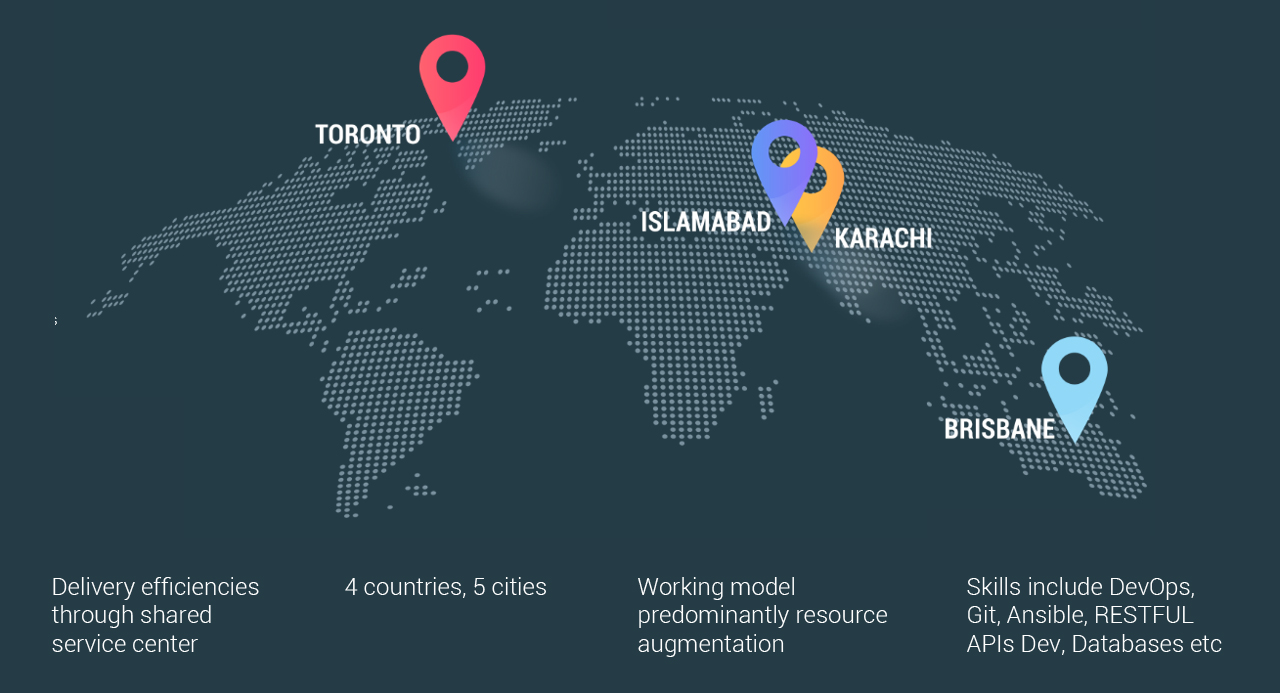 TORONTO
ISLAMABAD
KARACHI
s
BRISBANE
Delivery efficiencies
through shared
service center
4 countries, 5 cities
Working model
predominantly resource
augmentation
Skills include DevOps,
Git, Ansible, RESTFUL
APIs Dev, Databases etc